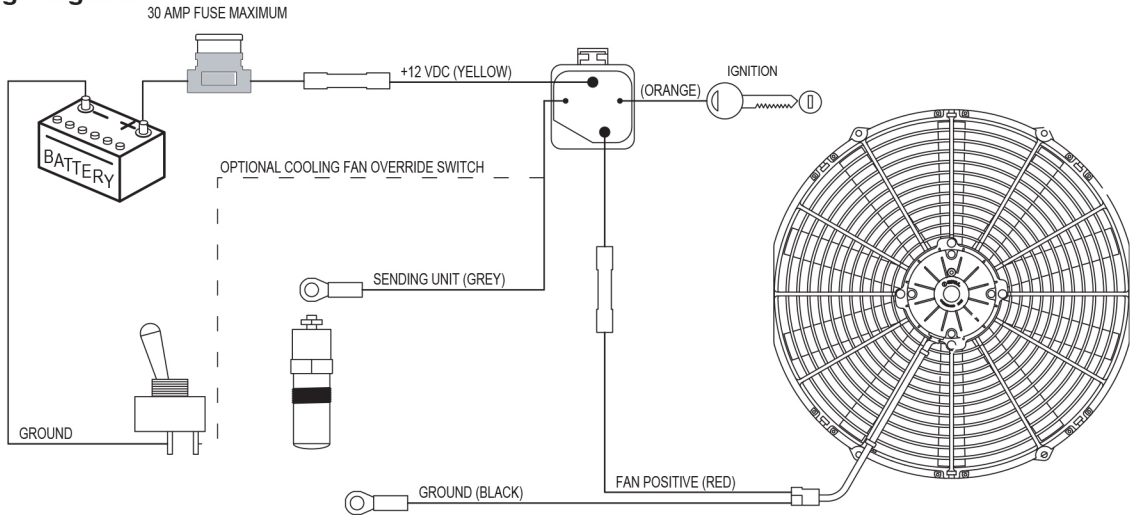 30 AMP FUSE MAXIMUM
+12 VDC (YELLOW)
(ORANGE)
IGNITION
BATTERY
OPTIONAL COOLING FAN OVERRIDE SWITCH
SENDING UNIT (GREY)
GROUND
FAN POSITIVE (RED)
GROUND (BLACK)